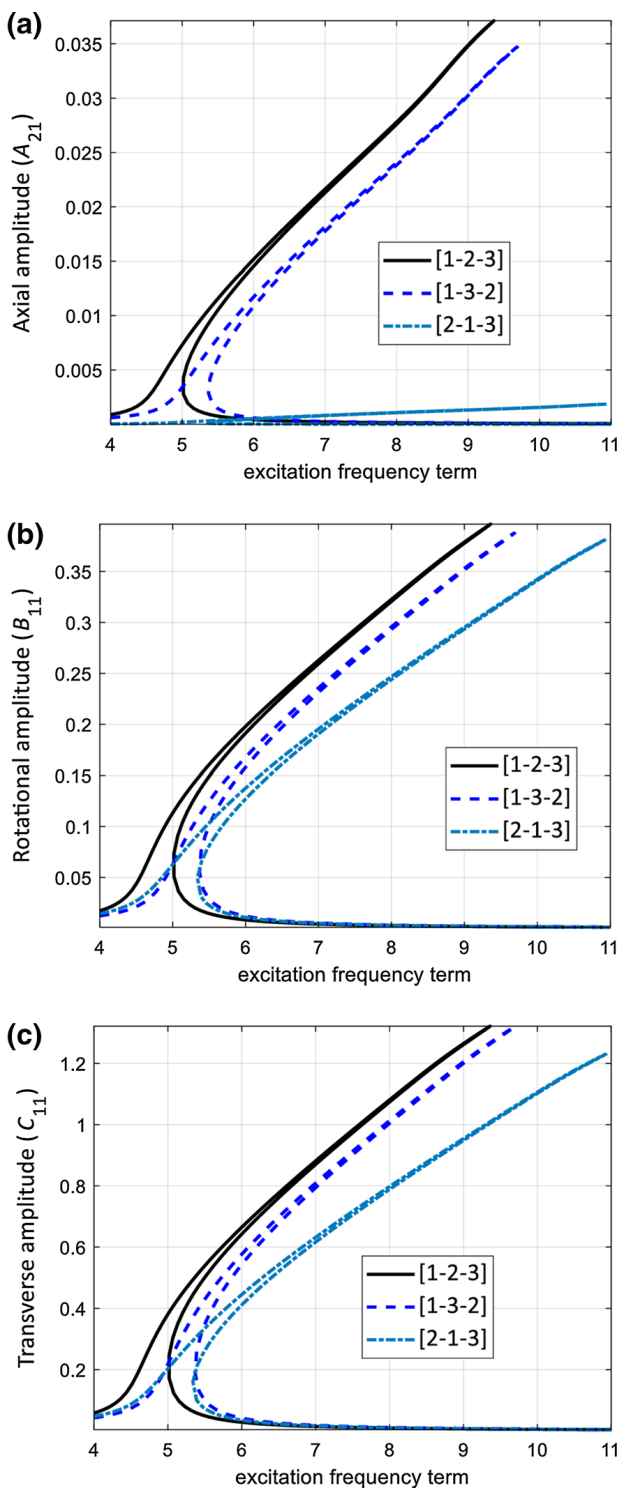 (a)
Axial amplitude (A21)
0.035
0.03
0.025
0.02
0.015
0.01
0.005
4 5 6 7 8 9 10 11
excitation frequency term
[1-2-3]
[1-3-2]
[2-1-3]
(b)
Rotational amplitude (B11)
0.35
0.3
0.25
0.2
0.15
0.1
0.05
4 5 6 7 8 9 10 11
excitation frequency term
[1-2-3]
[1-3-2]
[2-1-3]
(c)
Transverse amplitude (C11)
1.2
1
0.8
0.6
0.4
0.2
4 5 6 7 8 9 10 11
excitation frequency term
[1-2-3]
[1-3-2]
[2-1-3]